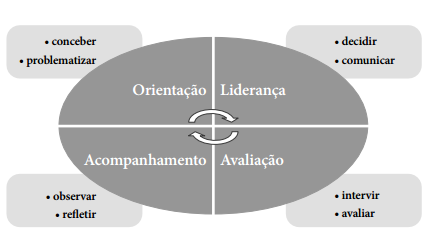 • conceber
• problematizar
• decidir
• comunicar
Orientação
Liderança
Acompanhamento
Avaliação
• observar
• refletir
• intervir
• avaliar